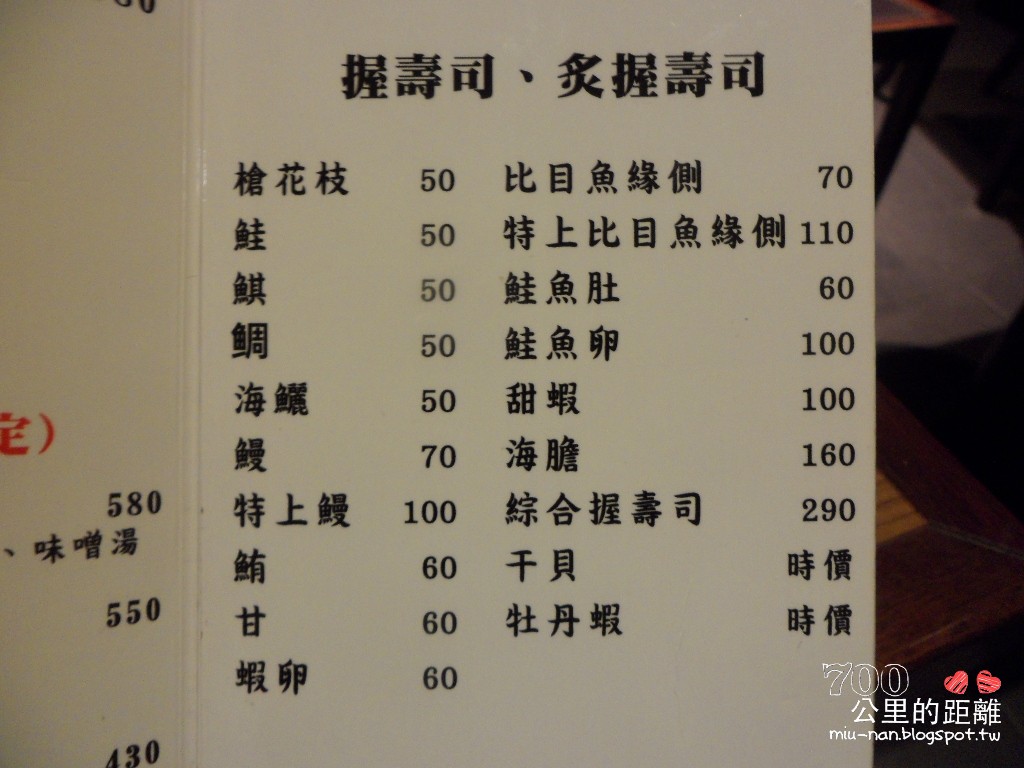 握壽司、炙握壽司
槍花枝 50
鮭 50
鯕 50
鯛 50
海鱺 50
鰻 70
特上鰻 100
鮪 60
甘 60
蝦卵 60
比目魚緣側 70
特上比目魚緣側 110
鮭魚肚 60
鮭魚卵 100
甜蝦 100
海膽 160
綜合握壽司 290
干貝 時價
牡丹蝦 時價
定)
580
、味噌湯
550
430
700
公里的距離
miu-nan.blogspot.tw